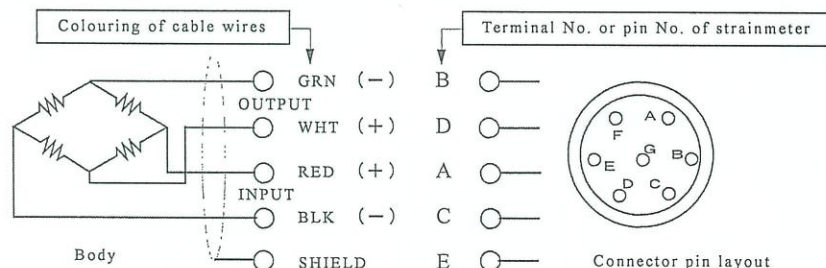 Colouring of cable wires
Terminal No. or pin No. of strainmeter
GRN (-) B
OUTPUT
WHT (+) D
RED (+) A
INPUT
BLK (-) C
SHIELD E
Body
F A
E G B
D C
Connector pin layout